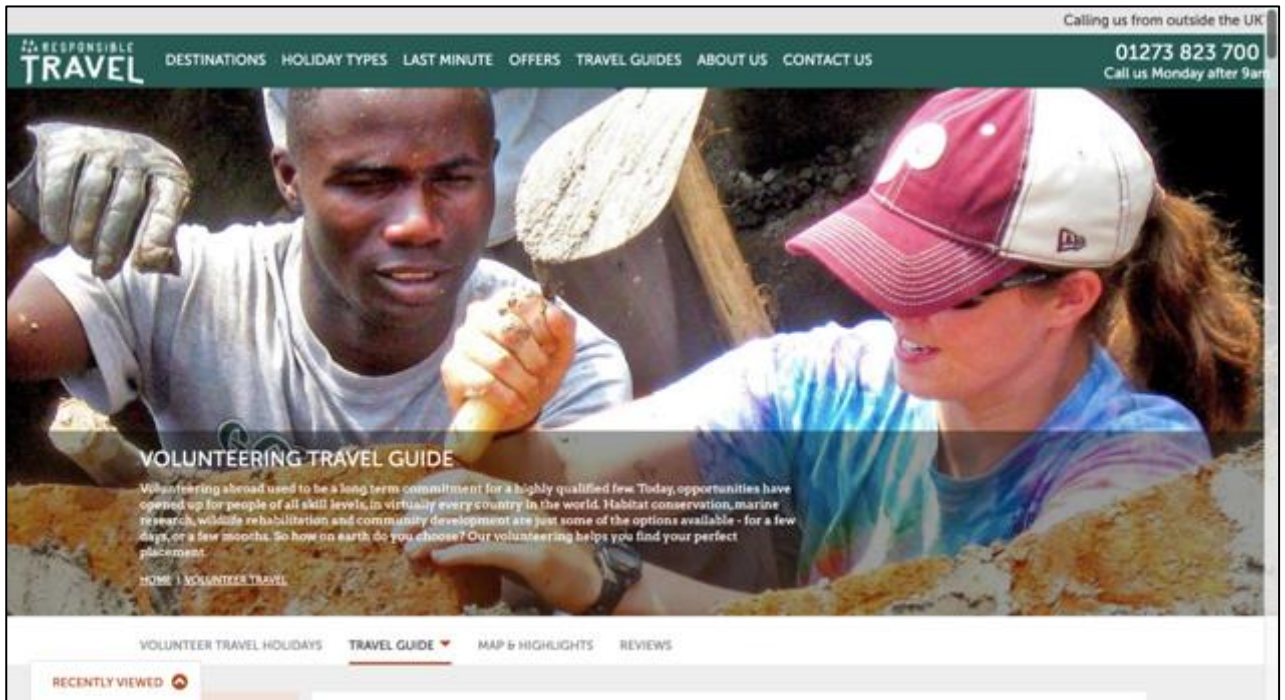 Calling us from outside the UK
RESPONSIBLE
TRAVEL
DESTINATIONS HOLIDAY TYPES LAST MINUTE OFFERS TRAVEL GUIDES ABOUT US CONTACT US
01273 823 700
Call us Monday after 9am
VOLUNTEERING TRAVEL GUIDE
Volunteering abroad used to be a long term commitment for a highly qualified few. Today, opportunities have
opened up for people of all skill levels, in virtually every country in the world. Habitat conservation, marine
research, wildlife rehabilitation and community development are just some of the options available - for a few
days, or a few months. So how on earth do you choose? Our volunteering helps you find your perfect
placement.
HOME | VOLUNTEER TRAVEL
VOLUNTEER TRAVEL HOLIDAYS TRAVEL GUIDE MAP & HIGHLIGHTS REVIEWS
RECENTLY VIEWED